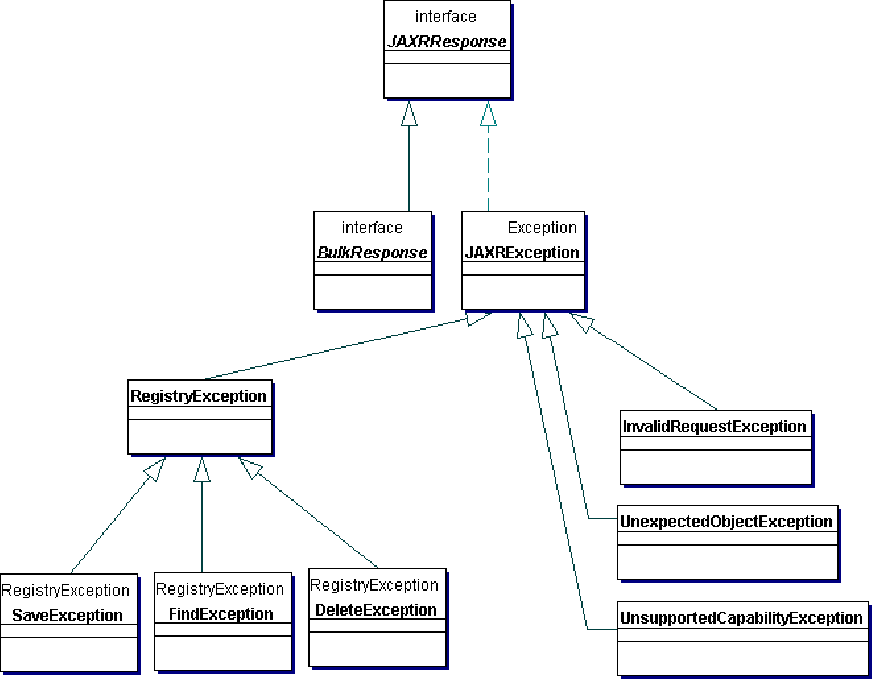 interface
JAXRResponse
interface
BulkResponse
Exception
JAXRException
RegistryException
InvalidRequestException
UnexpectedObjectException
RegistryException
SaveException
RegistryException
FindException
RegistryException
DeleteException
UnsupportedCapabilityException